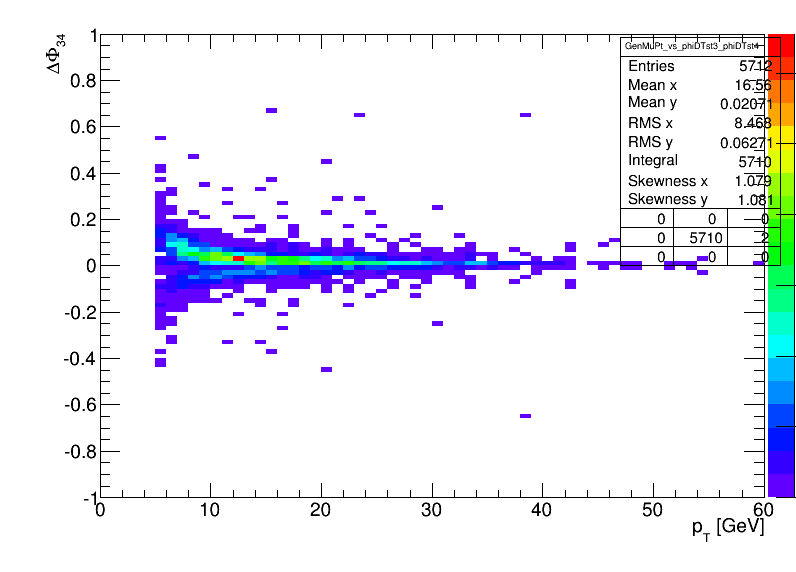 GenMuPt_vs_phiDTst3_phiDTst4
Entries 5712
Mean x 16.56
Mean y 0.02071
RMS x 8.468
RMS y 0.06271
Integral 5710
Skewness x 1.079
Skewness y 1.081
0 0 0
0 5710 2
0 0 0
ΔΦ34
1
0.8
0.6
0.4
0.2
0
-0.2
-0.4
-0.6
-0.8
-1
0 10 20 30 40 50 60
pT [GeV]